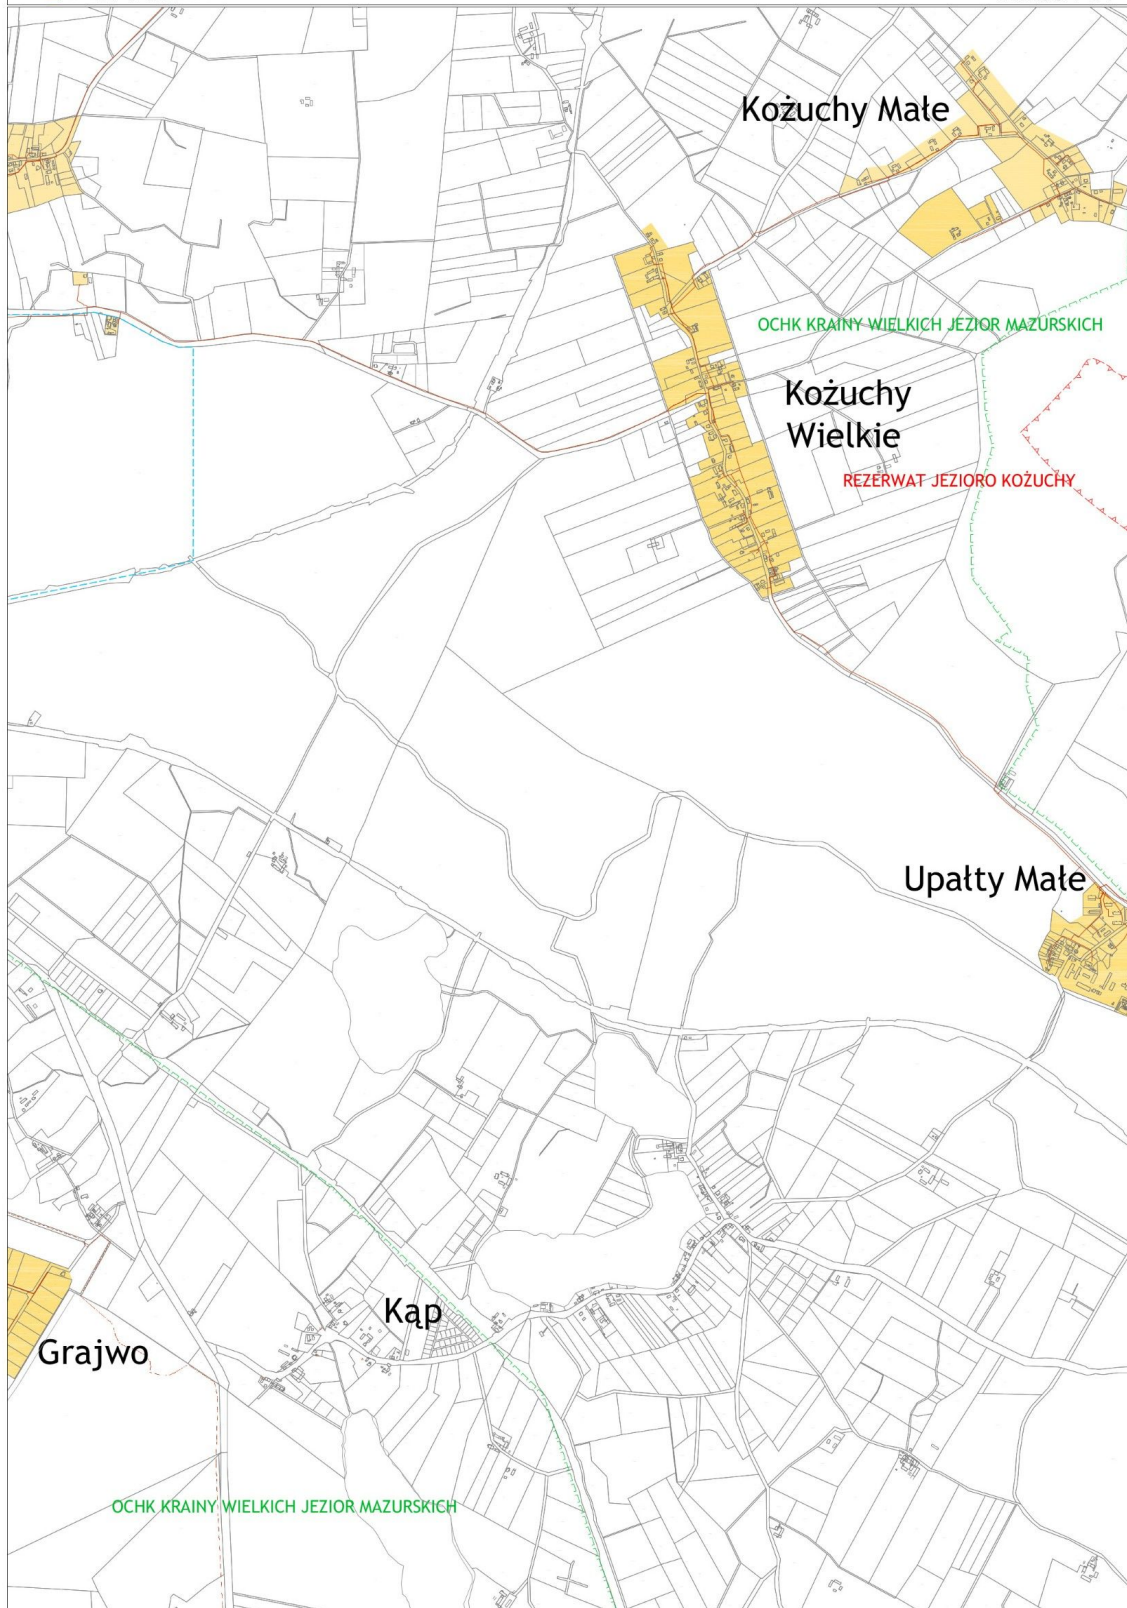 Kożuchy Małe
OCHK KRAINY WIELKICH JEZIOR MAZURSKICH
Kożuchy
Wielkie
REZERWAT JEZIORO KOŻUCHY
Upałty Małe
Kąp
Grajwo
OCHK KRAINY WIELKICH JEZIOR MAZURSKICH